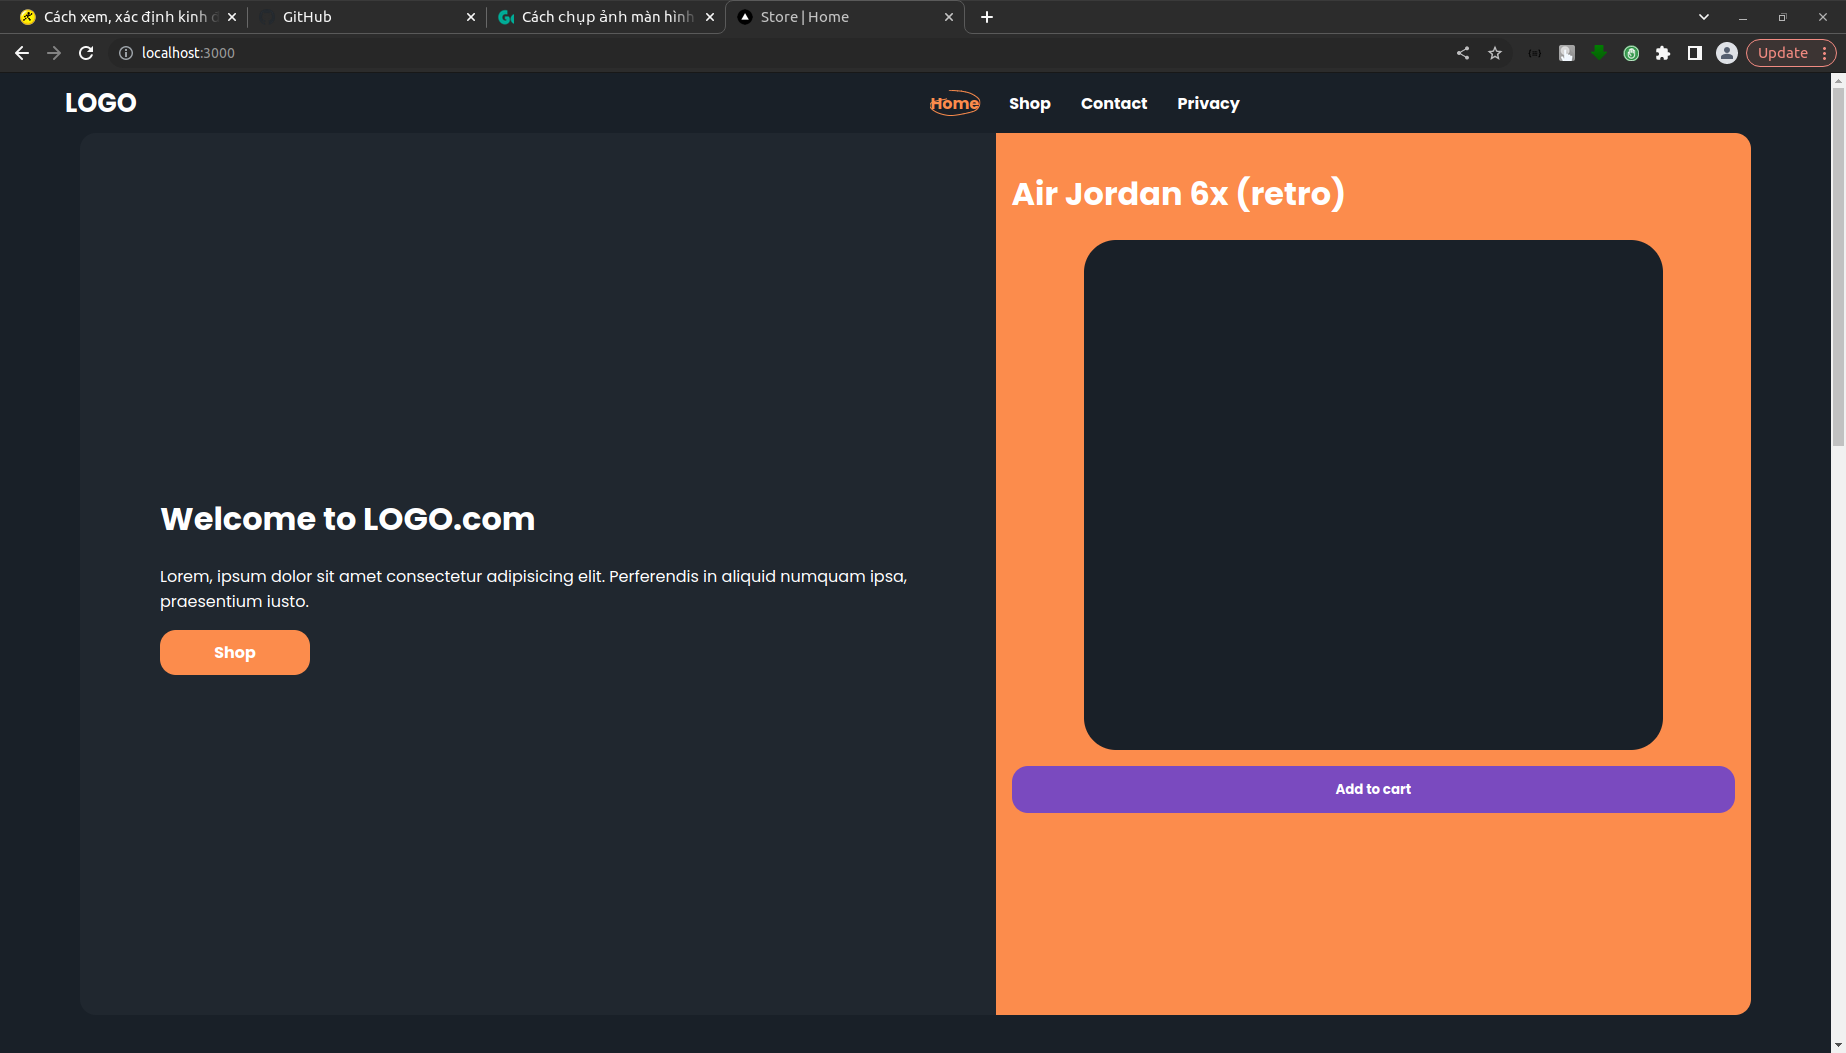 Cách xem, xác định kinh
GitHub
Cách chụp ảnh màn hình
Store | Home
localhost:3000
Update
LOGO
Home
Shop
Contact
Privacy
Air Jordan 6x (retro)
Welcome to LOGO.com
Lorem, ipsum dolor sit amet consectetur adipisicing elit. Perferendis in aliquid numquam ipsa,
praesentium iusto.
Shop
Add to cart